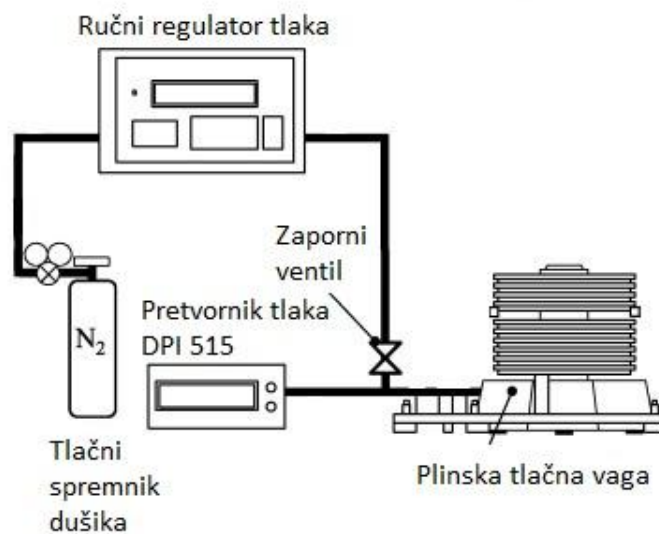 Ručni regulator tlaka
Zaporni
ventil
Pretvornik tlaka
DPI 515
N2
Tlačni
spremnik
dušika
Plinska tlačna vaga